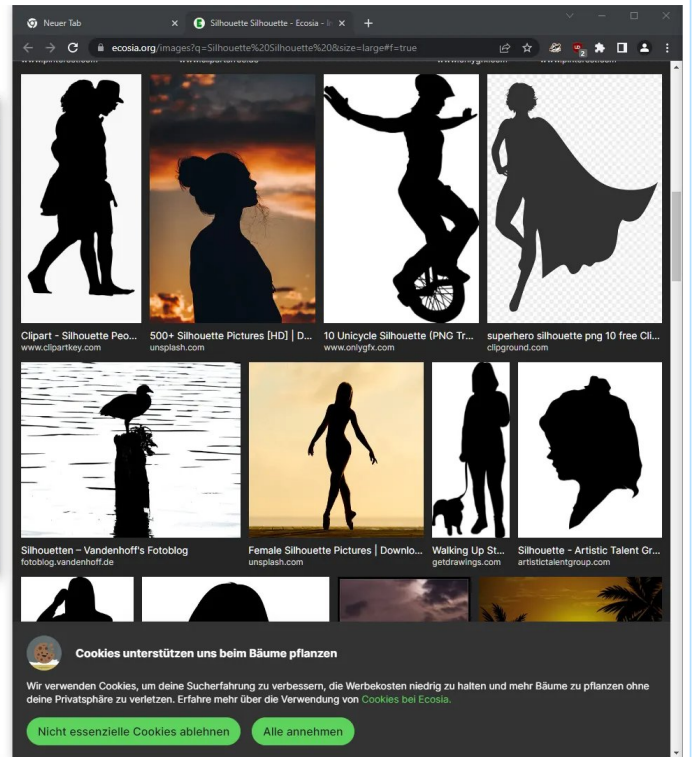 Neuer Tab
Silhouette Silhouette - Ecosia - I
ecosia.org/images?q=Silhouette%20Silhouette%20&size=large#f=true
2
Clipart - Silhouette Peo...
www.clipartkey.com
500+ Silhouette Pictures [HD] | D...
unsplash.com
10 Unicycle Silhouette (PNG Tr...
www.onlygfx.com
superhero silhouette png 10 free Cli...
clipground.com
Silhouetten – Vandenhoff's Fotoblog
fotoblog.vandenhoff.de
Female Silhouette Pictures | Downlo...
unsplash.com
Walking Up St...
getdrawings.com
Silhouette - Artistic Talent Gr...
artistictalentgroup.com
Cookies unterstützen uns beim Bäume pflanzen
Wir verwenden Cookies, um deine Sucherfahrung zu verbessern, die Werbekosten niedrig zu halten und mehr Bäume zu pflanzen ohne
deine Privatsphäre zu verletzen. Erfahre mehr über die Verwendung von Cookies bei Ecosia.
Nicht essenzielle Cookies ablehnen
Alle annehmen